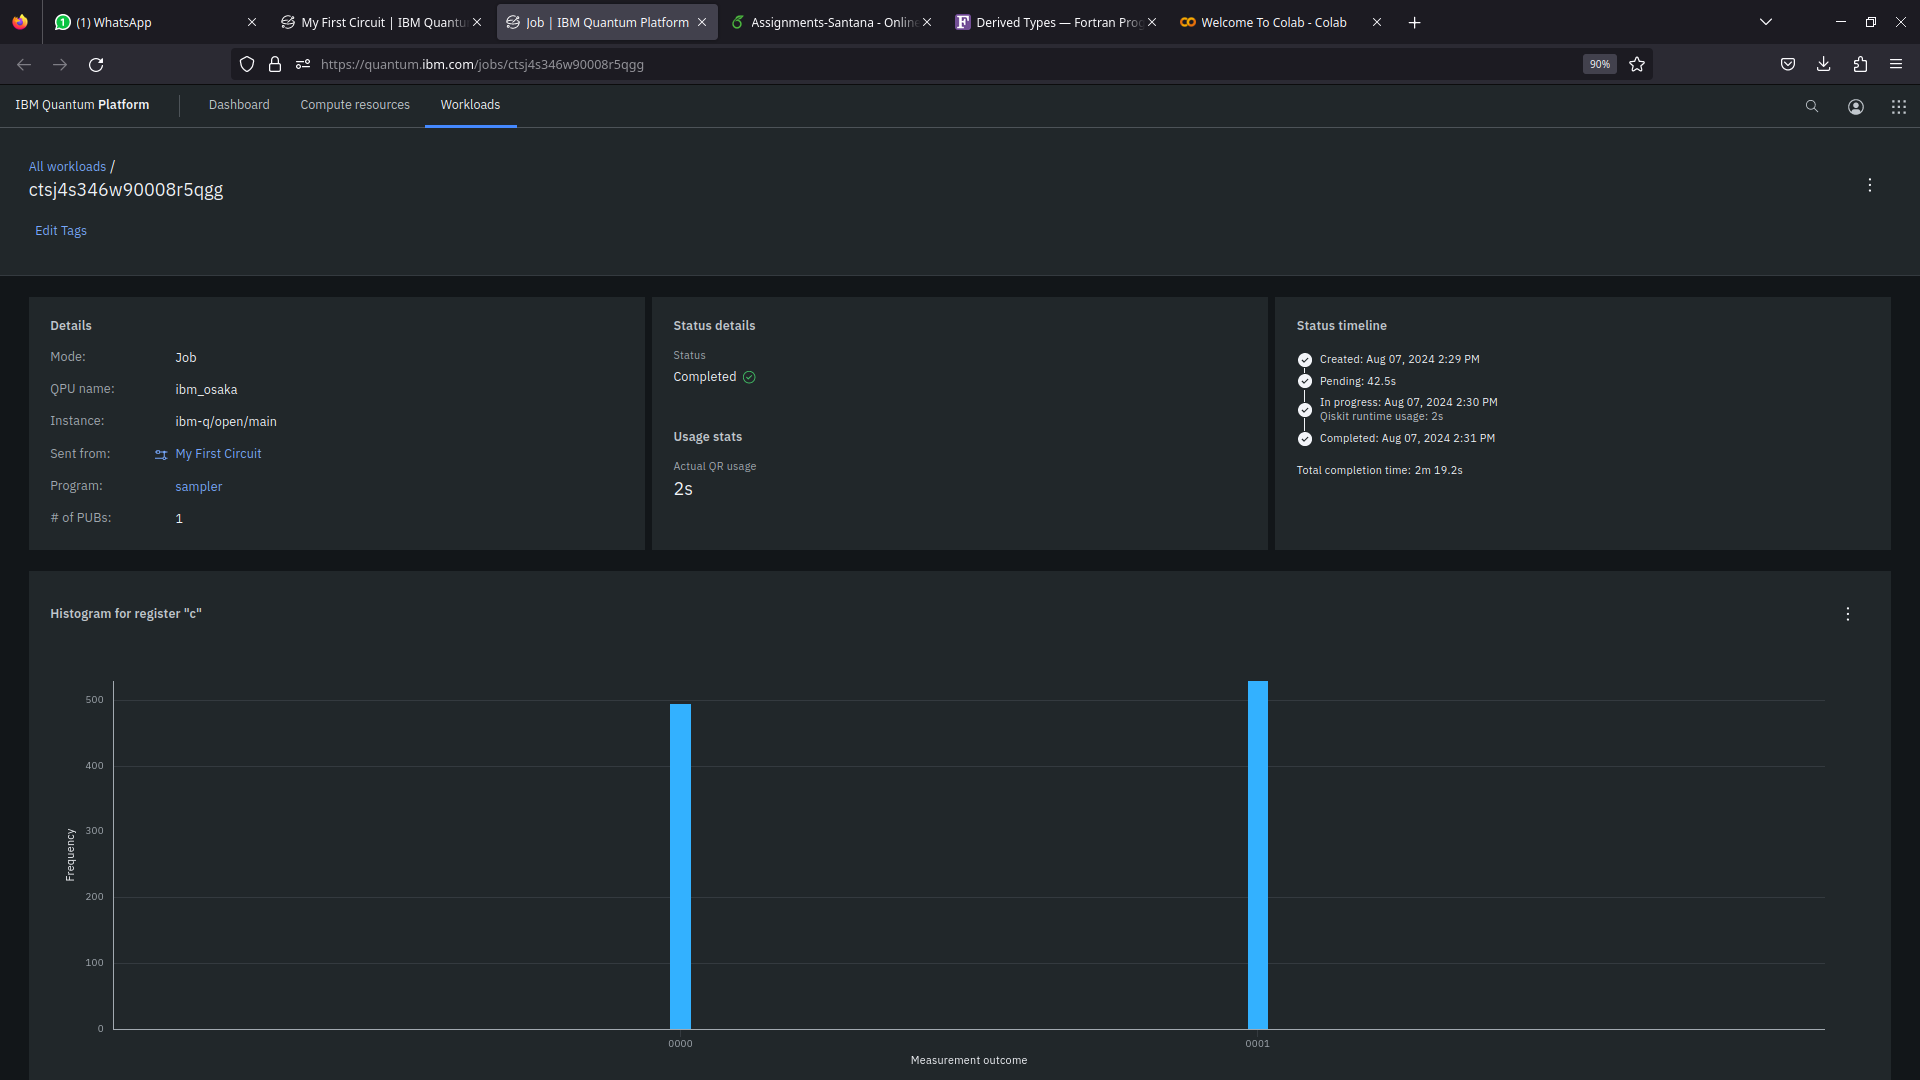 (1) WhatsApp
My First Circuit | IBM Quantu
Job | IBM Quantum Platform
Assignments-Santana - Online
Derived Types — Fortran Prog
Welcome To Colab - Colab
https://quantum.ibm.com/jobs/ctsj4s346w90008r5qgg
90%
IBM Quantum Platform
Dashboard
Compute resources
Workloads
All workloads /
ctsj4s346w90008r5qgg
Edit Tags
Details
Mode: Job
QPU name: ibm_osaka
Instance: ibm-q/open/main
Sent from: My First Circuit
Program: sampler
# of PUBs: 1
Status details
Status
Completed
Usage stats
Actual QR usage
2s
Status timeline
Created: Aug 07, 2024 2:29 PM
Pending: 42.5s
In progress: Aug 07, 2024 2:30 PM
Qiskit runtime usage: 2s
Completed: Aug 07, 2024 2:31 PM
Total completion time: 2m 19.2s
Histogram for register "c"
500
400
300
200
100
0
Frequency
0000
0001
Measurement outcome